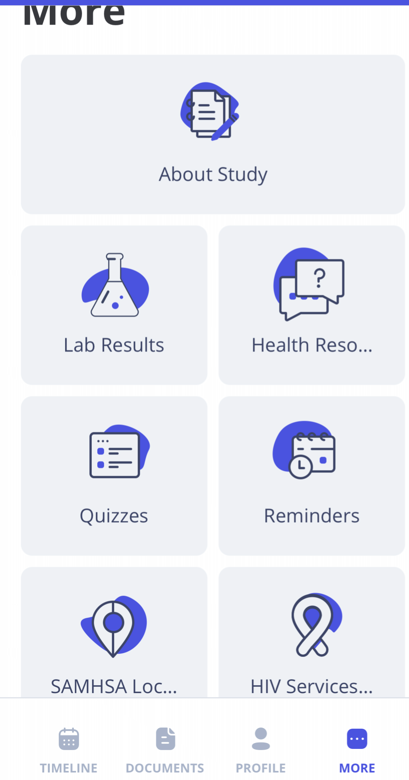 More
About Study
Lab Results
Health Reso...
?
Quizzes
Reminders
SAMHSA Loc...
HIV Services...
TIMELINE
DOCUMENTS
PROFILE
MORE